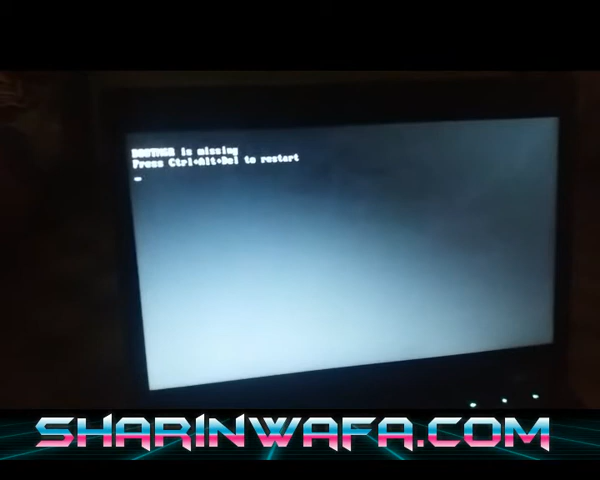 BOOTMGR is missing
Press Ctrl+Alt+Del to restart
SHARINWAFA.COM